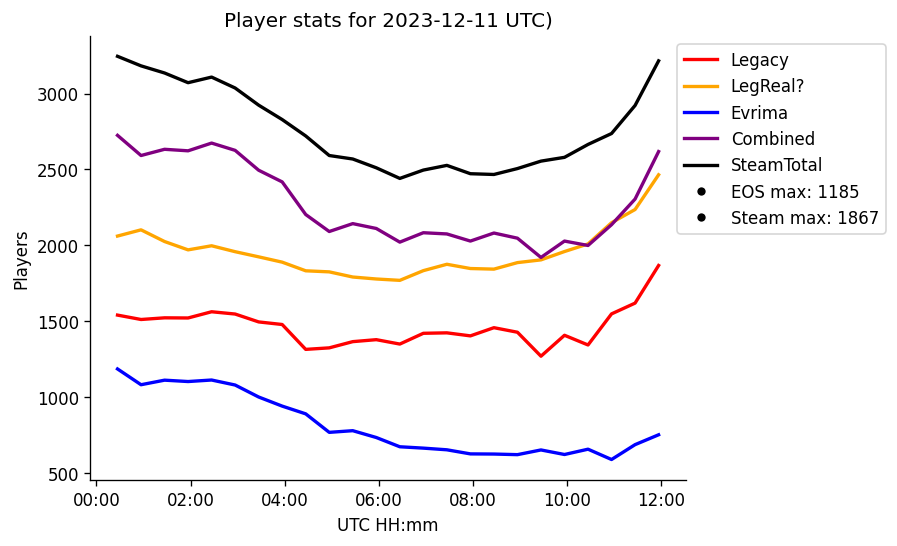 Player stats for 2023-12-11 UTC)
Legacy
LegReal?
Evrima
Combined
SteamTotal
EOS max: 1185
Steam max: 1867
Players
3000
2500
2000
1500
1000
500
00:00 02:00 04:00 06:00 08:00 10:00 12:00
UTC HH:mm